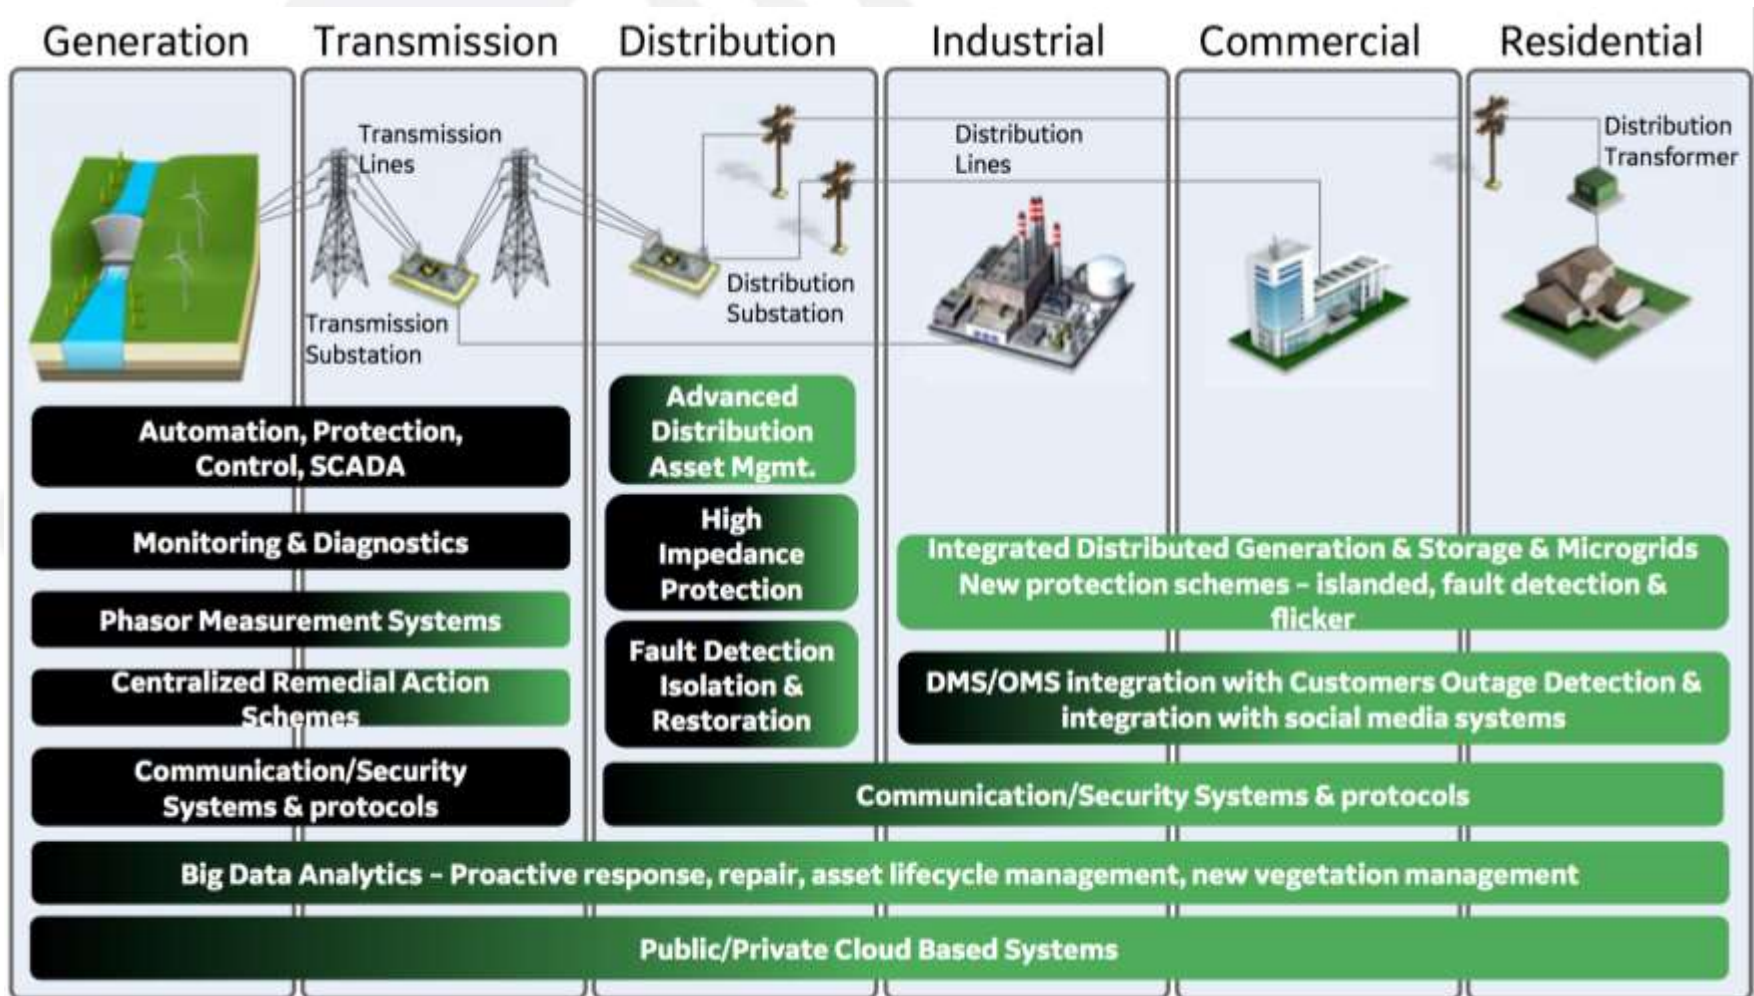 Generation
Transmission
Distribution
Industrial
Commercial
Residential
Transmission
Lines
Transmission
Substation
Distribution
Substation
Distribution
Lines
Distribution
Transformer
Automation, Protection,
Control, SCADA
Monitoring & Diagnostics
Phasor Measurement Systems
Centralized Remedial Action
Schemes
Communication/Security
Systems & protocols
Advanced
Distribution
Asset Mgmt.
High
Impedance
Protection
Fault Detection
Isolation &
Restoration
Integrated Distributed Generation & Storage & Microgrids
New protection schemes – islanded, fault detection &
flicker
DMS/OMS integration with Customers Outage Detection &
integration with social media systems
Communication/Security Systems & protocols
Big Data Analytics – Proactive response, repair, asset lifecycle management, new vegetation management
Public/Private Cloud Based Systems